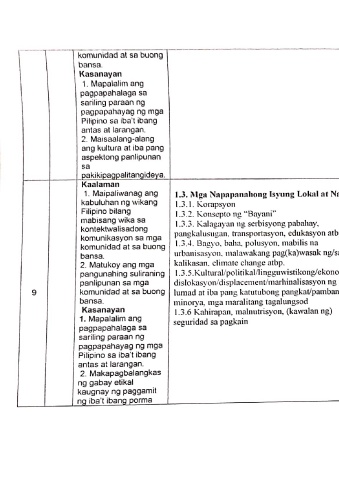 komunidad at sa buong
bansa.
Kasanayan
1. Mapalalim ang
pagpapahalaga sa
sariling paraan ng
pagpapahayag ng mga
Pilipino sa iba't ibang
antas at larangan.
2. Maisaalang-alang
ang kultura at iba pang
aspektong panlipunan
sa
pakikipagpalitangideya.
9
Kaalaman
1. Maipaliwanag ang
kabuluhan ng wikang
Filipino bilang
mabisang wika sa
kontektwalisadong
komunikasyon sa mga
komunidad at sa buong
bansa.
2. Matukoy ang mga
pangunahing suliraning
panlipunan sa mga
komunidad at sa buong
bansa.
Kasanayan
1. Mapalalim ang
pagpapahalaga sa
sariling paraan ng
pagpapahayag ng mga
Pilipino sa iba't ibang
antas at larangan.
2. Makapagbalangkas
ng gabay etikal
kaugnay ng paggamit
ng iba't ibang porma
1.3. Mga Napapanahong Isyung Lokal at Na
1.3.1. Korapsyon
1.3.2. Konsepto ng “Bayani”
1.3.3. Kalagayan ng serbisyong pabahay,
pangkalusugan, transportasyon, edukasyon atb
1.3.4. Bagyo, baha, polusyon, mabilis na
urbanisasyon, malawakang pag(ka)wasak ng/sa
kalikasan, climate change atbp.
1.3.5.Kultural/politikal/lingguwistikong/ekono
dislokasyon/displacement/marhinalisasyon ng
lumad at iba pang katutubong pangkat/pamban
minorya, mga maralitang tagalungsod
1.3.6 Kahirapan, malnutrisyon, (kawalan ng)
seguridad sa pagkain